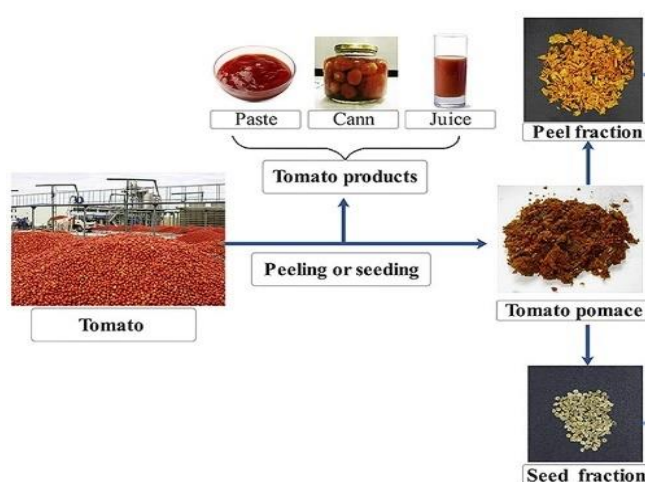 Paste
Cann
Juice
Peel fraction
Tomato products
Peeling or seeding
Tomato
Tomato pomace
Seed fraction